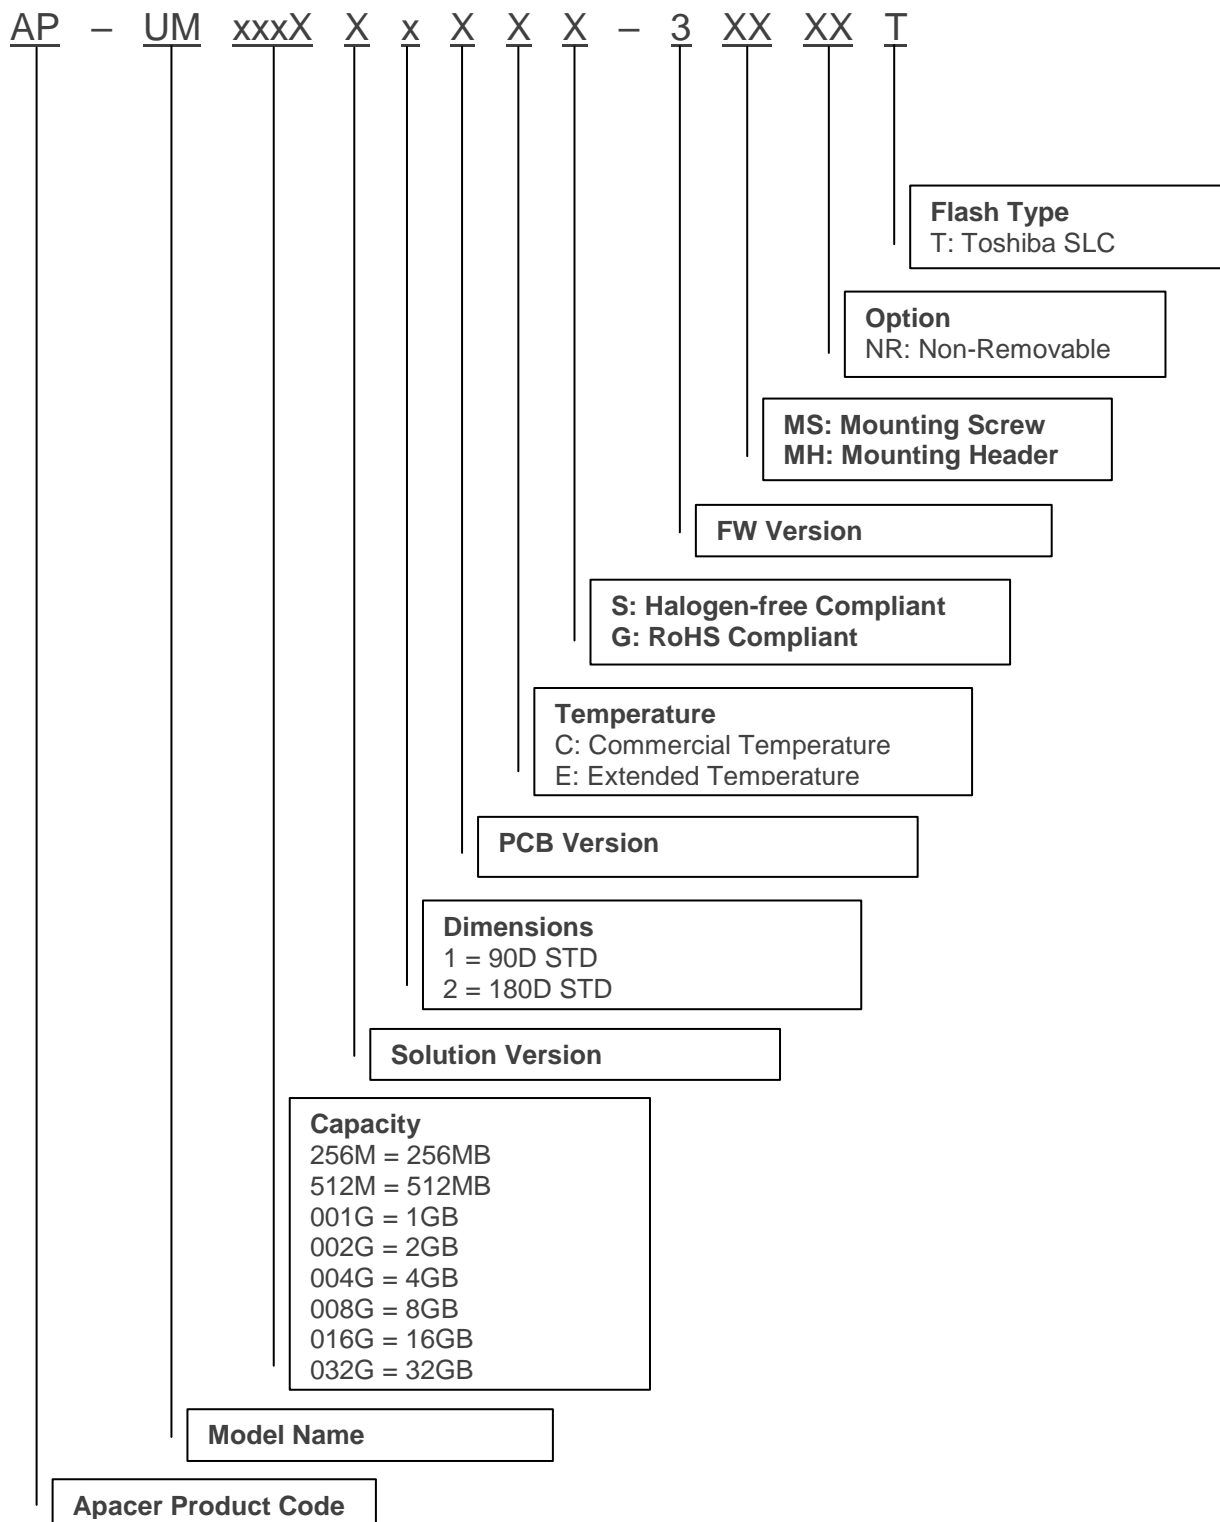 AP – UM xxxX X x X X X – 3 XX XX T
Flash Type
T: Toshiba SLC
Option
NR: Non-Removable
MS: Mounting Screw
MH: Mounting Header
FW Version
S: Halogen-free Compliant
G: RoHS Compliant
Temperature
C: Commercial Temperature
E: Extended Temperature
PCB Version
Dimensions
1 = 90D STD
2 = 180D STD
Solution Version
Capacity
256M = 256MB
512M = 512MB
001G = 1GB
002G = 2GB
004G = 4GB
008G = 8GB
016G = 16GB
032G = 32GB
Model Name
Apacer Product Code